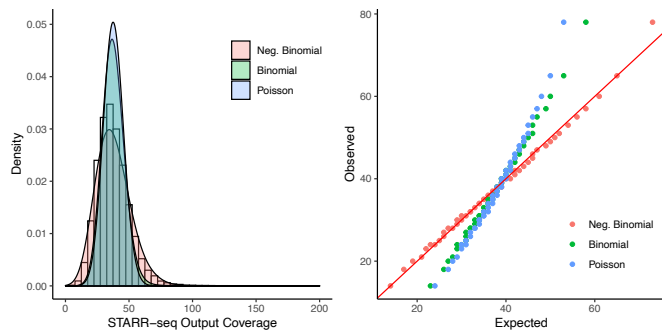 0.05
0.04
0.03
0.02
0.01
0.00
Density
0 50 100 150 200
STARR−seq Output Coverage
Neg. Binomial
Binomial
Poisson
80
60
40
20
Observed
20 40 60
Expected
Neg. Binomial
Binomial
Poisson